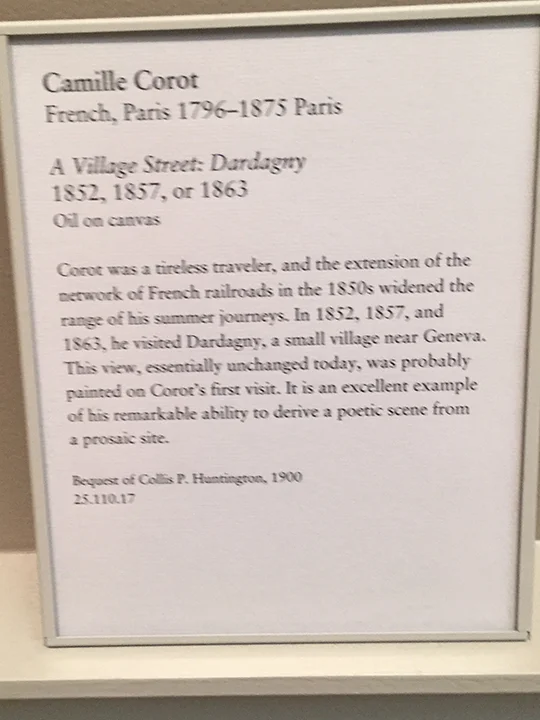 Camille Corot
French, Paris 1796–1875 Paris
A Village Street: Dardagny
1852, 1857, or 1863
Oil on canvas
Corot was a tireless traveler, and the extension of the
network of French railroads in the 1850s widened the
range of his summer journeys. In 1852, 1857, and
1863, he visited Dardagny, a small village near Geneva.
This view, essentially unchanged today, was probably
painted on Corot's first visit. It is an excellent example
of his remarkable ability to derive a poetic scene from
a prosaic site.
Bequest of Collis P. Huntington, 1900
25.110.17